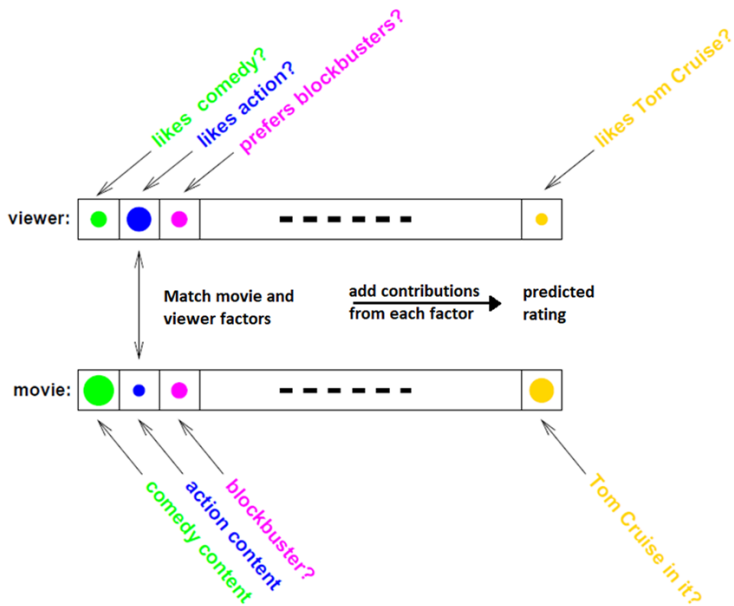 likes comedy?
likes action?
prefers blockbusters?
likes Tom Cruise?
viewer:
Match movie and
viewer factors
add contributions
from each factor
predicted
rating
movie:
comedy content
action content
blockbuster?
Tom Cruise in it?